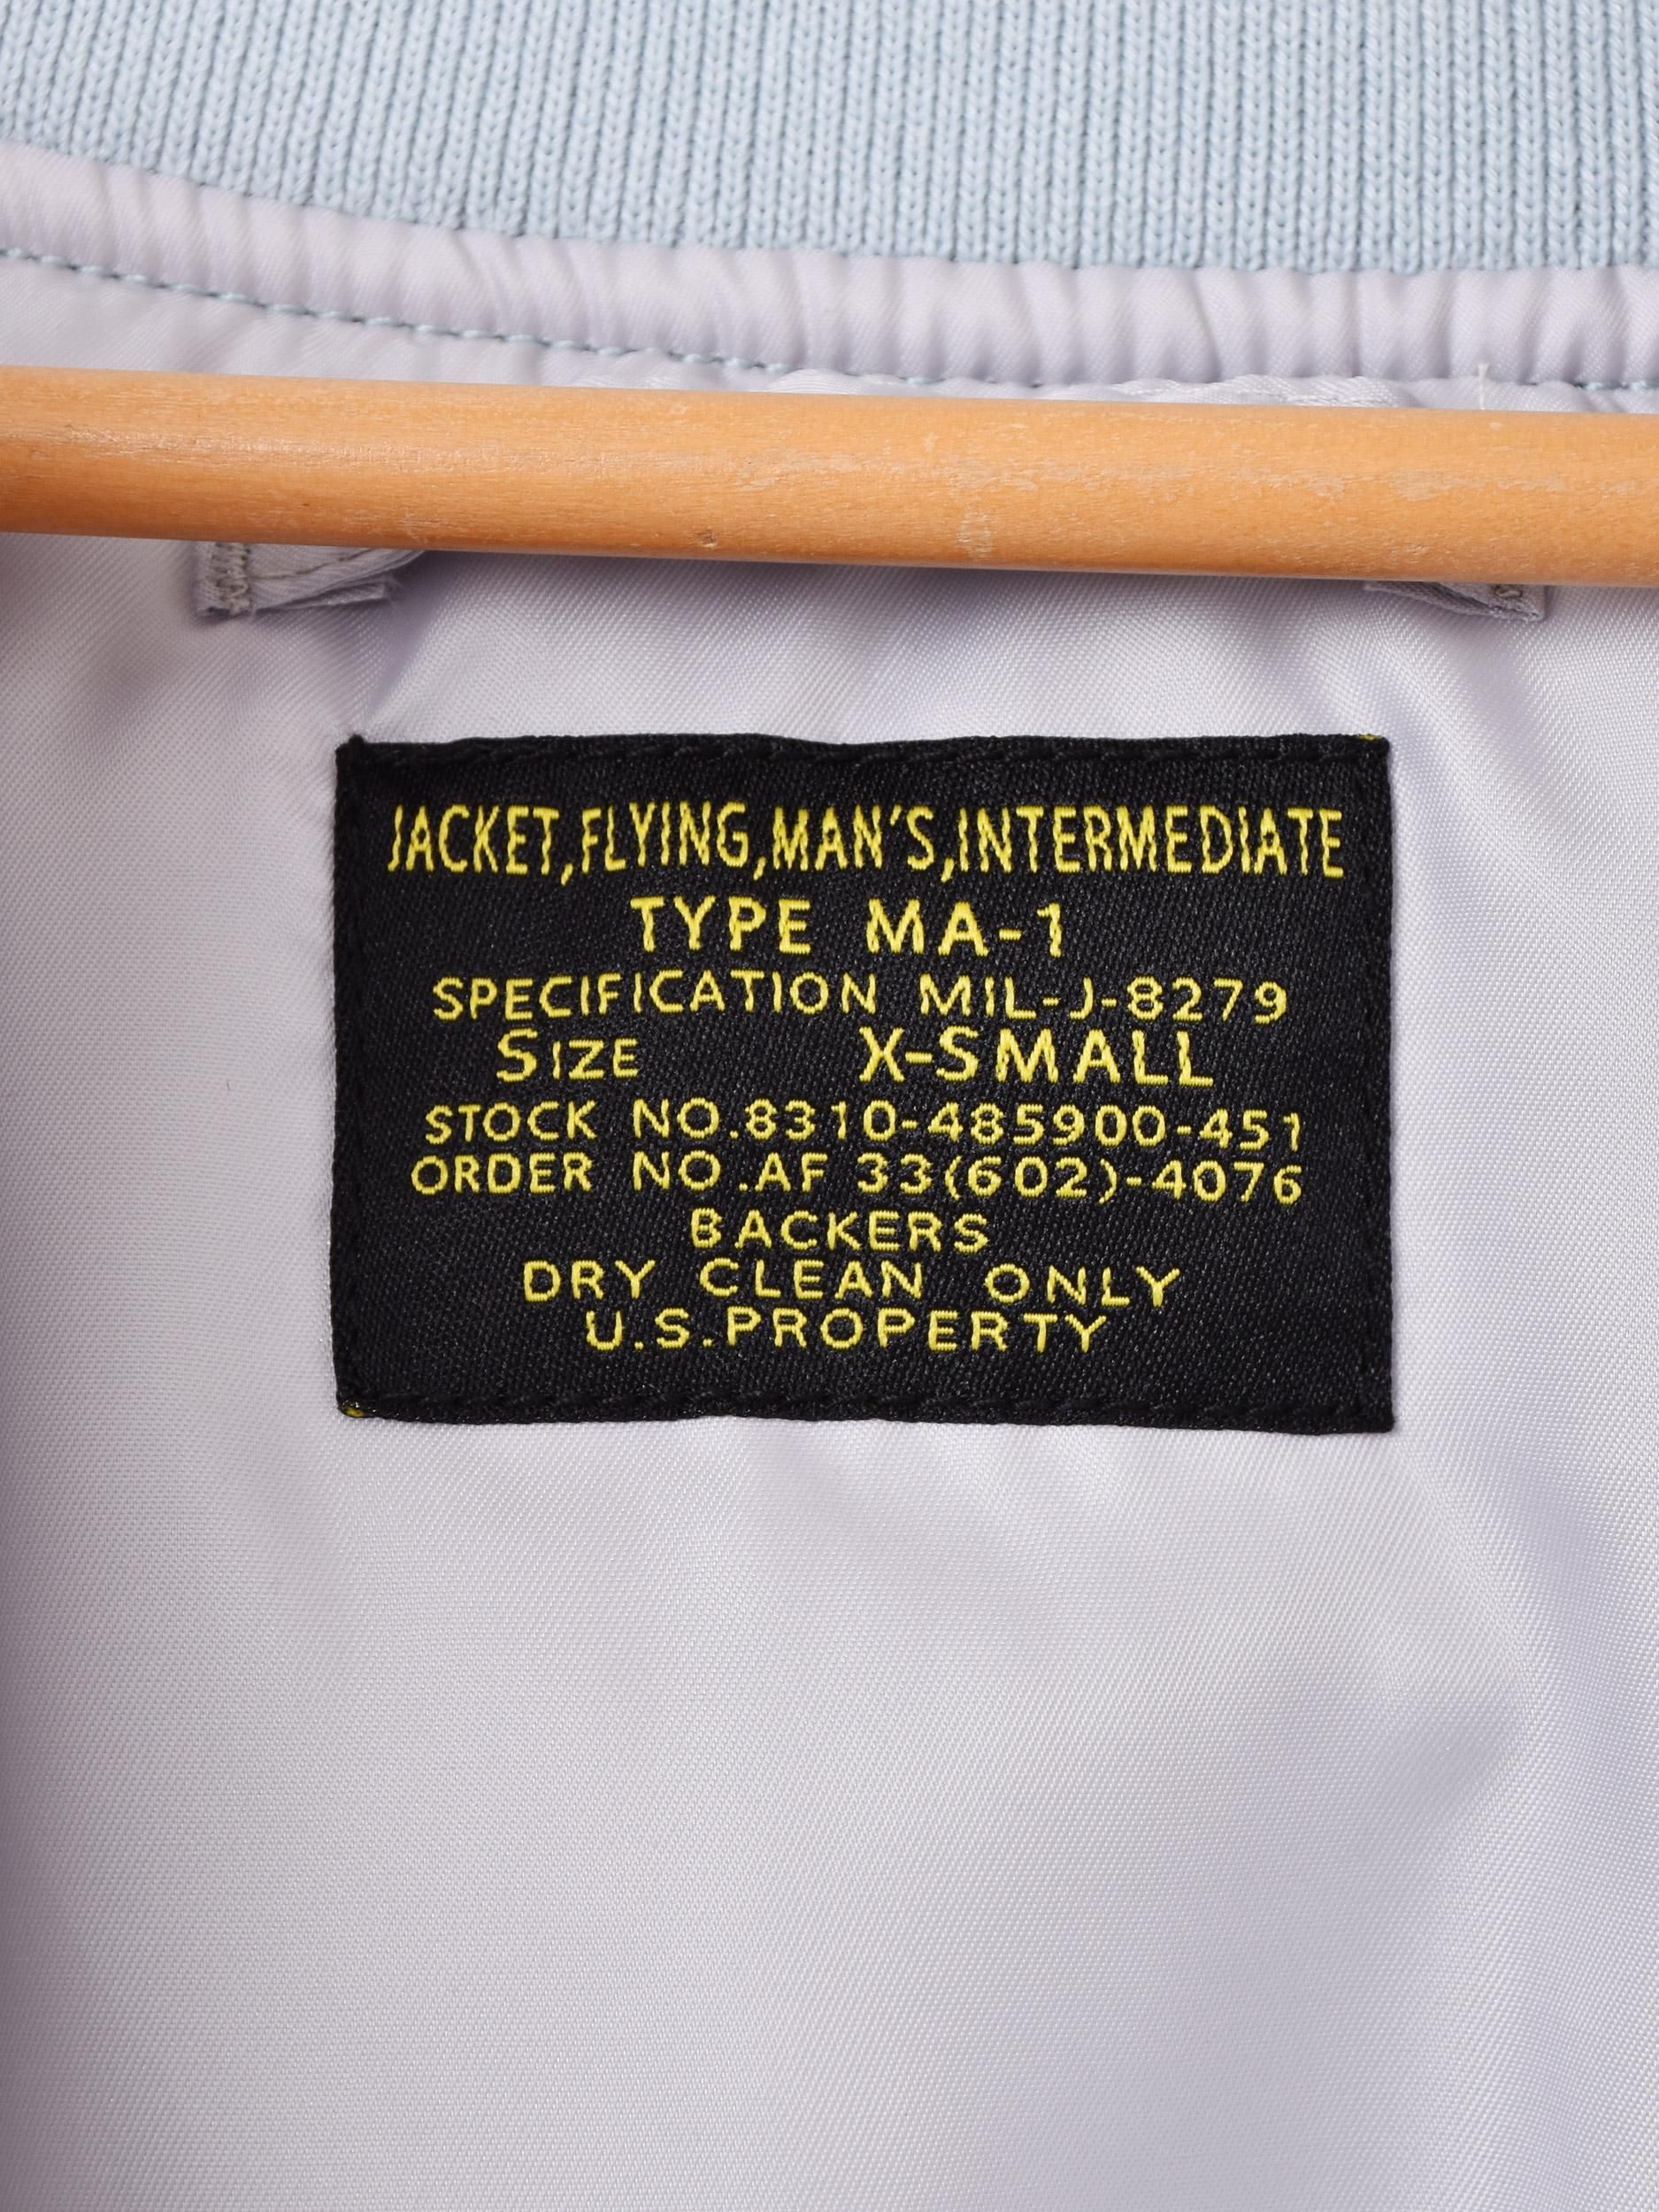 JACKET,FLYING,MAN'S,INTERMEDIATE
TYPE MA-1
SPECIFICATION MIL-J-8279
SIZE X-SMALL
STOCK NO.8310-485900-451
ORDER NO.AF 33(602)-4076
BACKERS
DRY CLEAN ONLY
U.S.PROPERTY